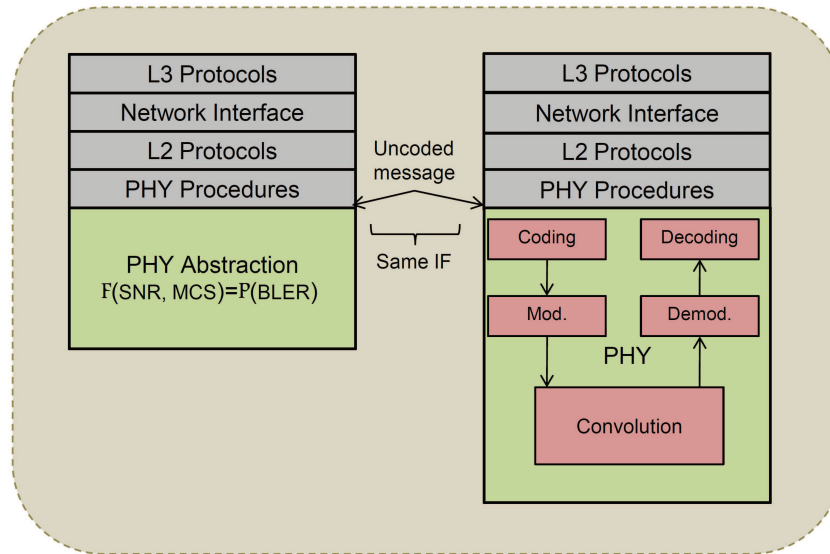 L3 Protocols
Network Interface
L2 Protocols
PHY Procedures
PHY Abstraction
F(SNR, MCS)=P(BLER)
Uncoded
message
Same IF
L3 Protocols
Network Interface
L2 Protocols
PHY Procedures
Coding
Decoding
Mod.
Demod.
PHY
Convolution